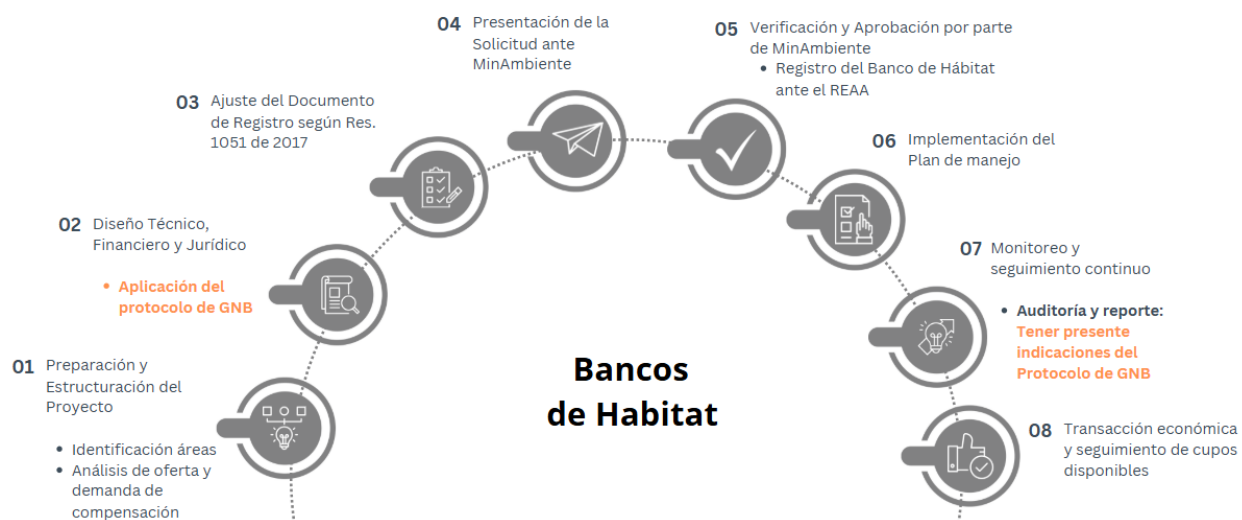 01 Preparación y
Estructuración del
Proyecto
• Identificación áreas
• Análisis de oferta y
demanda de
compensación
02 Diseño Técnico,
Financiero y Jurídico
• Aplicación del
protocolo de GNB
03 Ajuste del Documento
de Registro según Res.
1051 de 2017
04 Presentación de la
Solicitud ante
MinAmbiente
05 Verificación y Aprobación por parte
de MinAmbiente
• Registro del Banco de Hábitat
ante el REAA
06 Implementación del
Plan de manejo
07 Monitoreo y
seguimiento continuo
• Auditoría y reporte:
Tener presente
indicaciones del
Protocolo de GNB
08 Transacción económica
y seguimiento de cupos
disponibles
Bancos
de Habitat